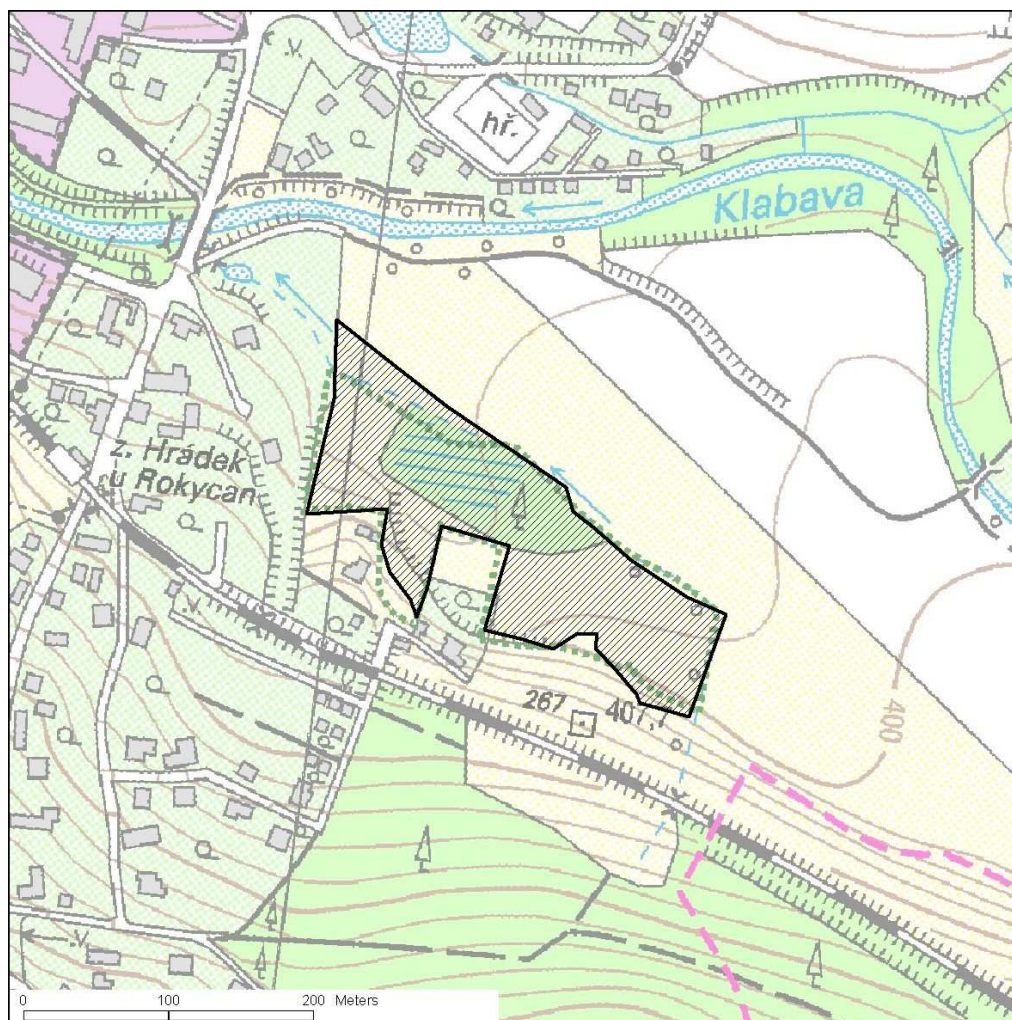 hř.
Klabava
z. Hrádek
u Rokycan
400
267 407,7
.v.
0 100 200 Meters